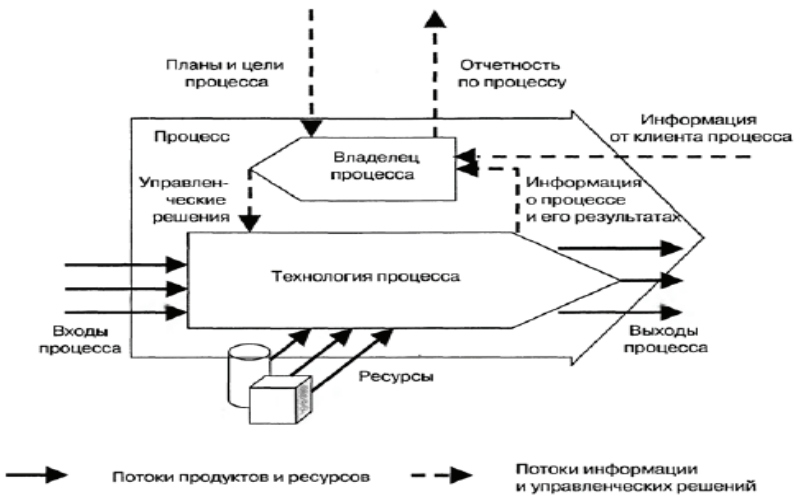 Планы и цели
процесса
Отчетность
по процессу
Информация
от клиента процесса
Процесс
Владелец
процесса
Управлен-
ческие
решения
Информация
о процессе
и его результатах
Технология процесса
Входы
процесса
Выходы
процесса
Ресурсы
Потоки продуктов и ресурсов
Потоки информации
и управленческих решений